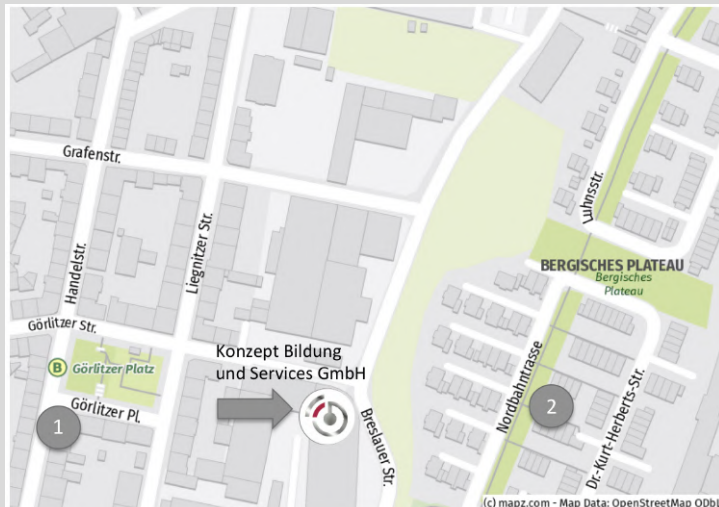 Grafenstr.
Luhnsstr.
Handelstr.
Liegnitzer Str.
BERGISCHES PLATEAU
Bergisches
Plateau
Görlitzer Str.
Konzept Bildung
und Services GmbH
B
Görlitzer Platz
Görlitzer Pl.
1
2
Nordbahntrasse
Breslauer Str.
Dr.-Kurt-Herberts-Str.
(c) mapz.com - Map Data: OpenStreetMap ODbL